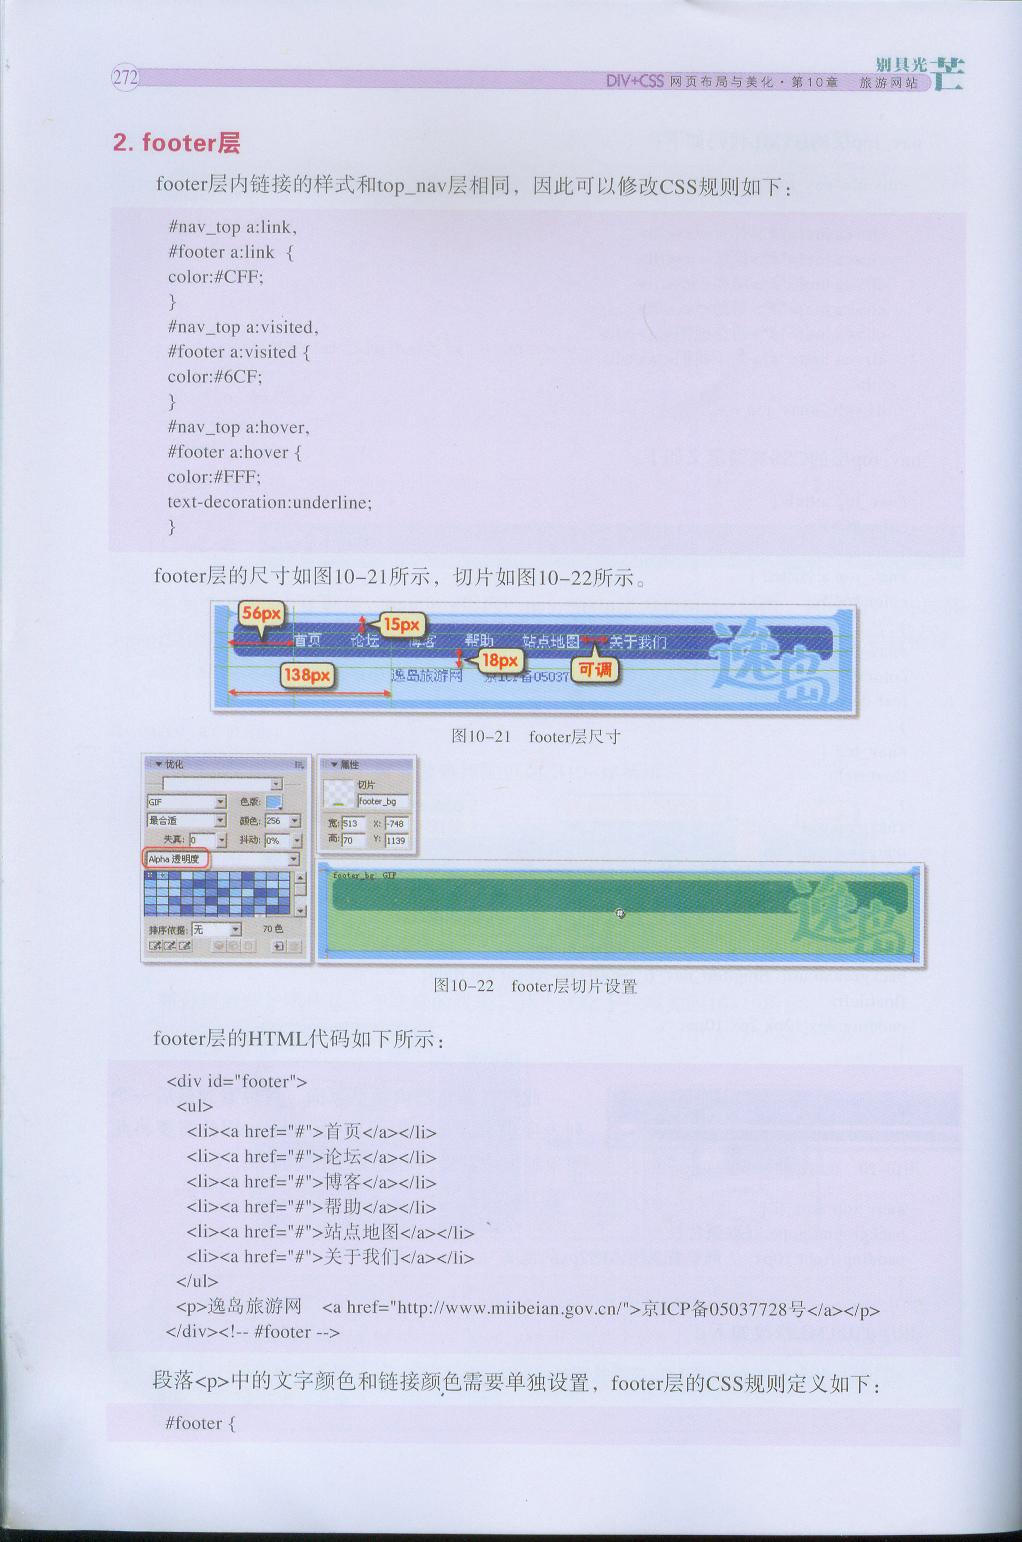 272
别具光芒
DIV+CSS 网页布局与美化·第10章 旅游网站
2. footer层
footer层内链接的样式和top_nav层相同，因此可以修改CSS规则如下：
#nav_top a:link,
#footer a:link {
color:#CFF;
}
#nav_top a:visited,
#footer a:visited {
color:#6CF;
}
#nav_top a:hover,
#footer a:hover {
color:#FFF;
text-decoration:underline;
}
footer层的尺寸如图10-21所示，切片如图10-22所示。
56px
15px
首页 论坛 博客 帮助 站点地图 关于我们
逸岛
18px
可调
138px
逸岛旅游网 京ICP备05037
图10-21 footer层尺寸
优化
GIF 色版:
最合适 颜色: 256
失真: 0 抖动: 0%
Alpha 透明度
排序依据: 无 70 色
属性
切片
footer_bg
宽: 513 X: -748
高: 70 Y: 1139
footer_bg GIF
逸岛
图10-22 footer层切片设置
footer层的HTML代码如下所示：
<div id="footer">
<ul>
<li><a href="#">首页</a></li>
<li><a href="#">论坛</a></li>
<li><a href="#">博客</a></li>
<li><a href="#">帮助</a></li>
<li><a href="#">站点地图</a></li>
<li><a href="#">关于我们</a></li>
</ul>
<p>逸岛旅游网 <a href="http://www.miibeian.gov.cn/">京ICP备05037728号</a></p>
</div><!-- #footer -->
段落<p>中的文字颜色和链接颜色需要单独设置，footer层的CSS规则定义如下：
#footer {